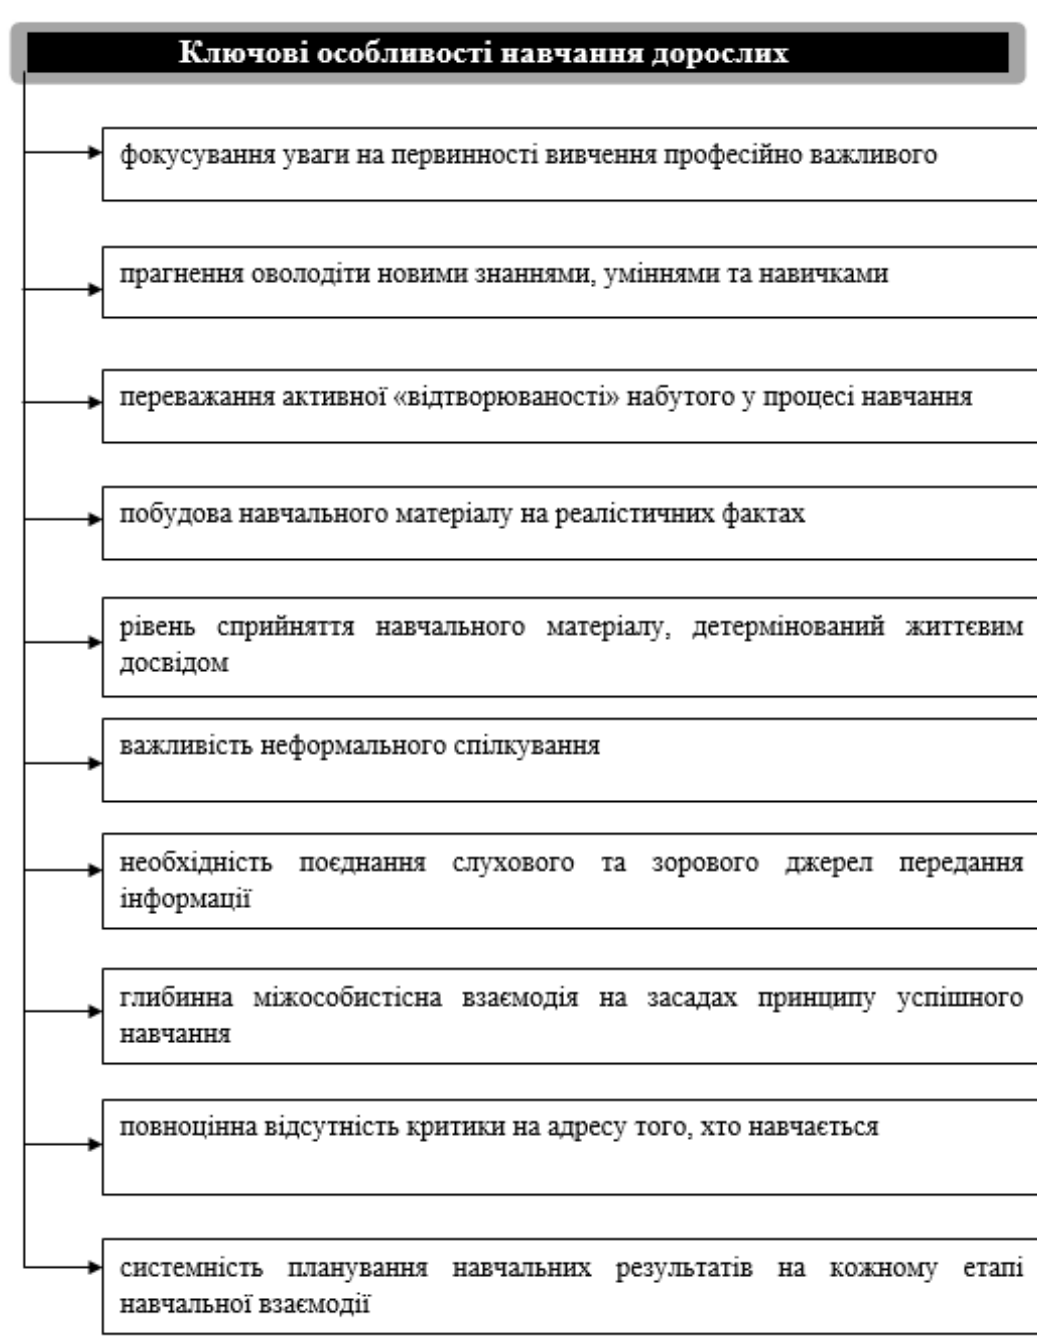 Ключові особливості навчання дорослих
фокусування уваги на первинності вивчення професійно важливого
прагнення оволодіти новими знаннями, уміннями та навичками
переважання активної «відтворюваності» набутого у процесі навчання
побудова навчального матеріалу на реалістичних фактах
рівень сприйняття навчального матеріалу, детермінований життєвим
досвідом
важливість неформального спілкування
необхідність поєднання слухового та зорового джерел передання
інформації
глибинна міжособистісна взаємодія на засадах принципу успішного
навчання
повноцінна відсутність критики на адресу того, хто навчається
системність планування навчальних результатів на кожному етапі
навчальної взаємодії